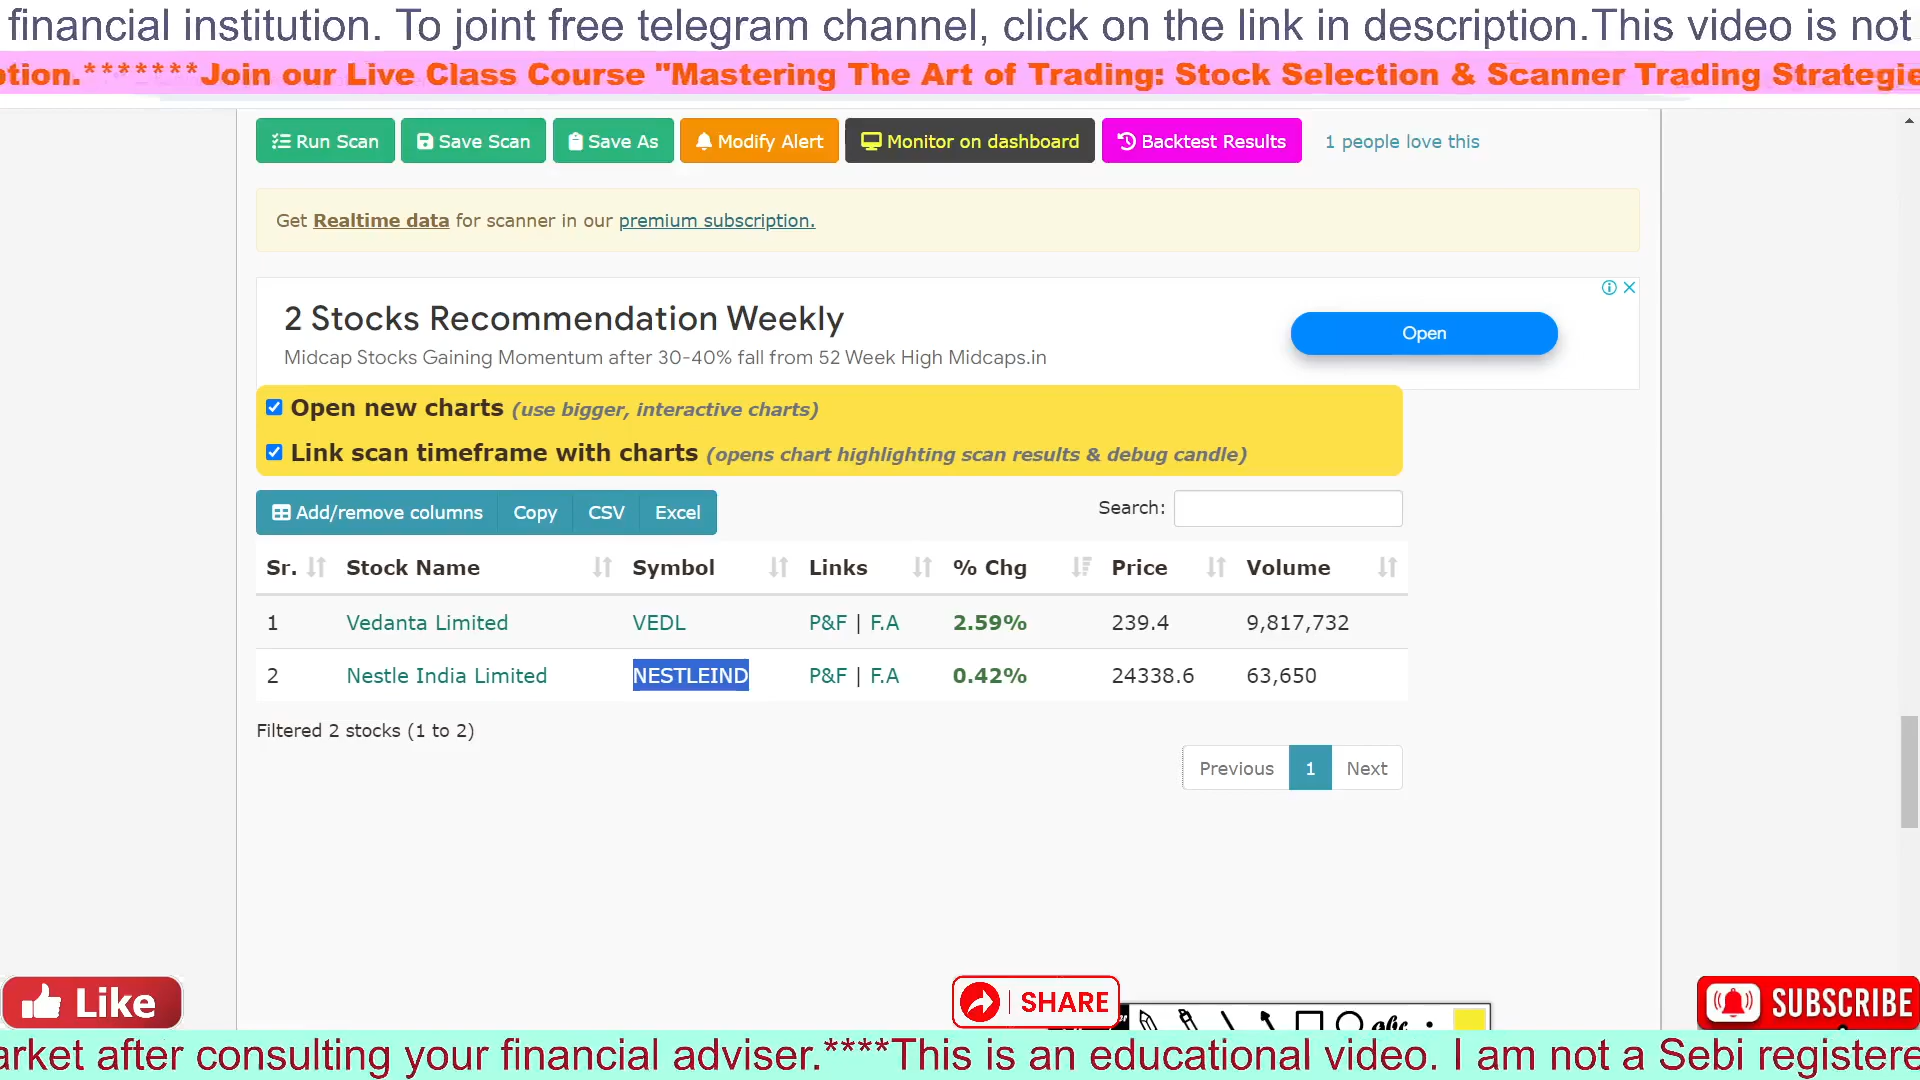 financial institution. To joint free telegram channel, click on the link in description.This video is not
ption.*******Join our Live Class Course "Mastering The Art of Trading: Stock Selection & Scanner Trading Strategie
Run Scan Save Scan Save As Modify Alert Monitor on dashboard Backtest Results 1 people love this
Get Realtime data for scanner in our premium subscription.
2 Stocks Recommendation Weekly
Midcap Stocks Gaining Momentum after 30-40% fall from 52 Week High Midcaps.in
Open
Open new charts (use bigger, interactive charts)
Link scan timeframe with charts (opens chart highlighting scan results & debug candle)
Add/remove columns Copy CSV Excel Search:
Sr. Stock Name Symbol Links % Chg Price Volume
1 Vedanta Limited VEDL P&F | F.A 2.59% 239.4 9,817,732
2 Nestle India Limited NESTLEIND P&F | F.A 0.42% 24338.6 63,650
Filtered 2 stocks (1 to 2)
Previous 1 Next
Like SHARE abc SUBSCRIBE
arket after consulting your financial adviser.****This is an educational video. I am not a Sebi registere